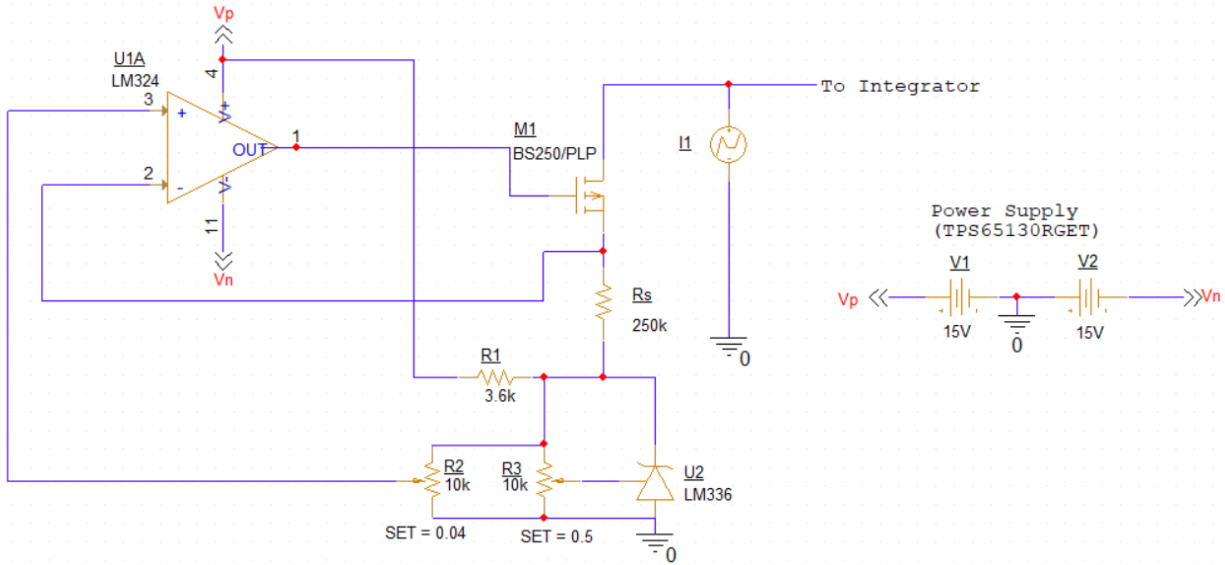 Vp
U1A
LM324
4
V+
3
+
OUT
1
2
-
V-
11
Vn
M1
BS250/PLP
To Integrator
I1
0
Rs
250k
R1
3.6k
R2
10k
SET = 0.04
R3
10k
SET = 0.5
U2
LM336
0
Power Supply
(TPS65130RGET)
V1
V2
Vp
Vn
15V
0
15V